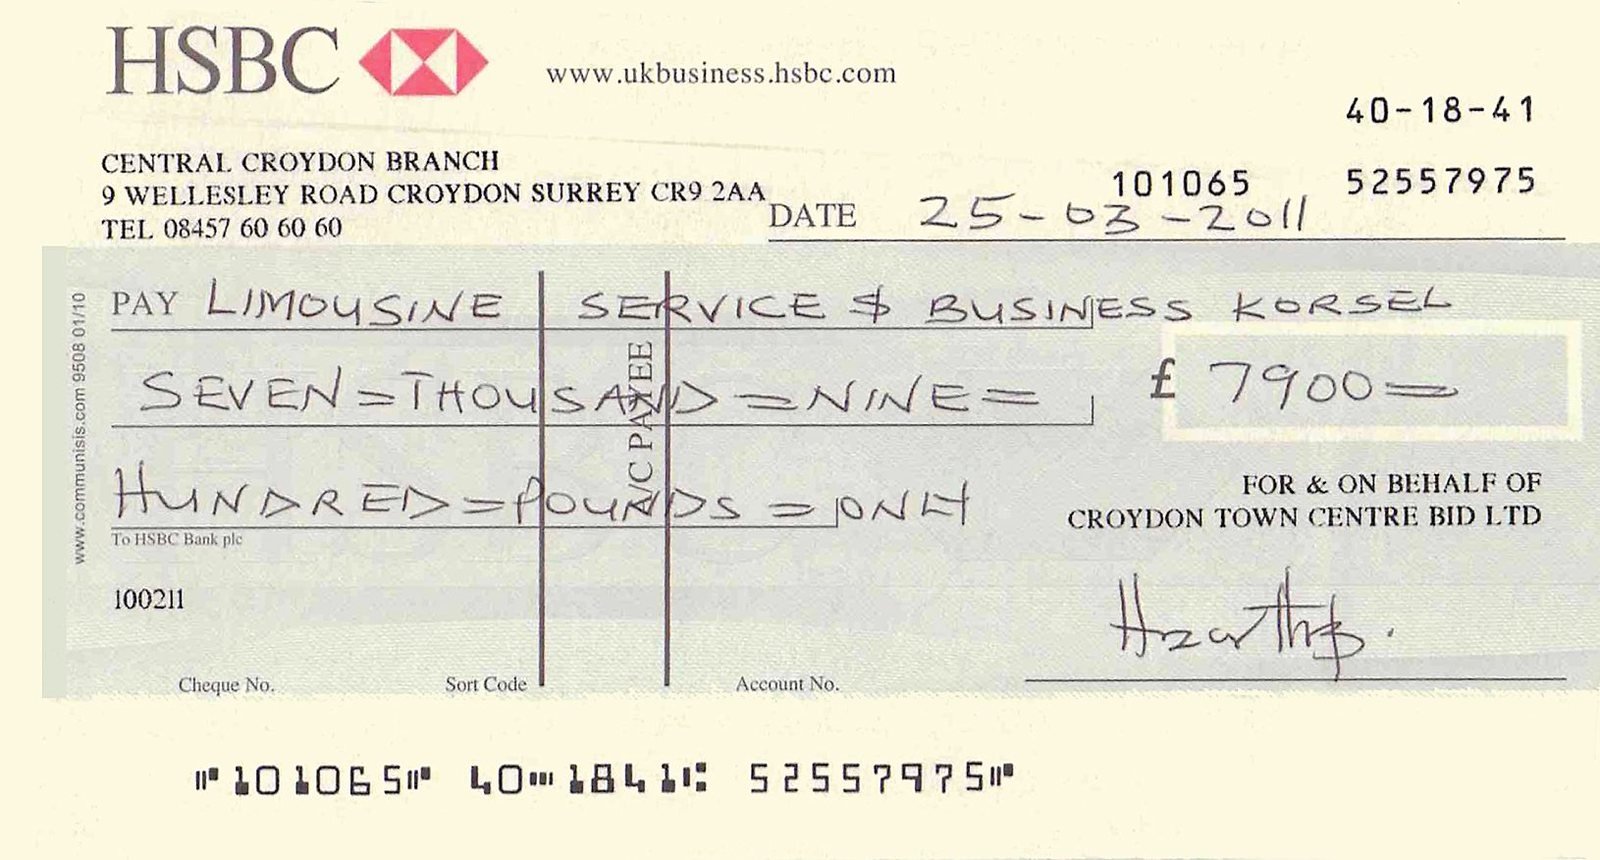 HSBC
www.ukbusiness.hsbc.com
40-18-41
CENTRAL CROYDON BRANCH
9 WELLESLEY ROAD CROYDON SURREY CR9 2AA
TEL 08457 60 60 60
101065 52557975
DATE 25-03-2011
www.communisis.com 9508 01/10
PAY LIMOUSINE SERVICE $ BUSINESS KORSEL
SEVEN=THOUSAND=NINE=
£ 7900=
A/C PAYEE
HUNDRED=POUNDS=ONLY
FOR & ON BEHALF OF
CROYDON TOWN CENTRE BID LTD
To HSBC Bank plc
100211
Cheque No. Sort Code Account No.
⑈101065⑈ 40⑉1841⑆ 52557975⑈